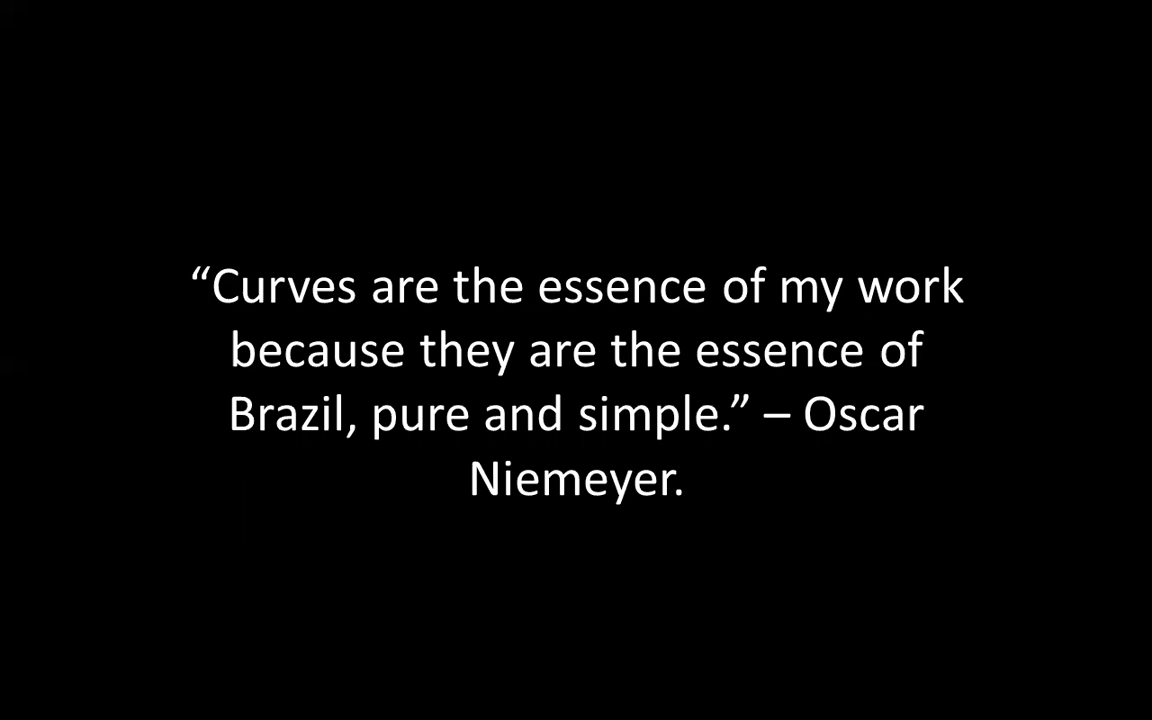 “Curves are the essence of my work
because they are the essence of
Brazil, pure and simple.” – Oscar
Niemeyer.